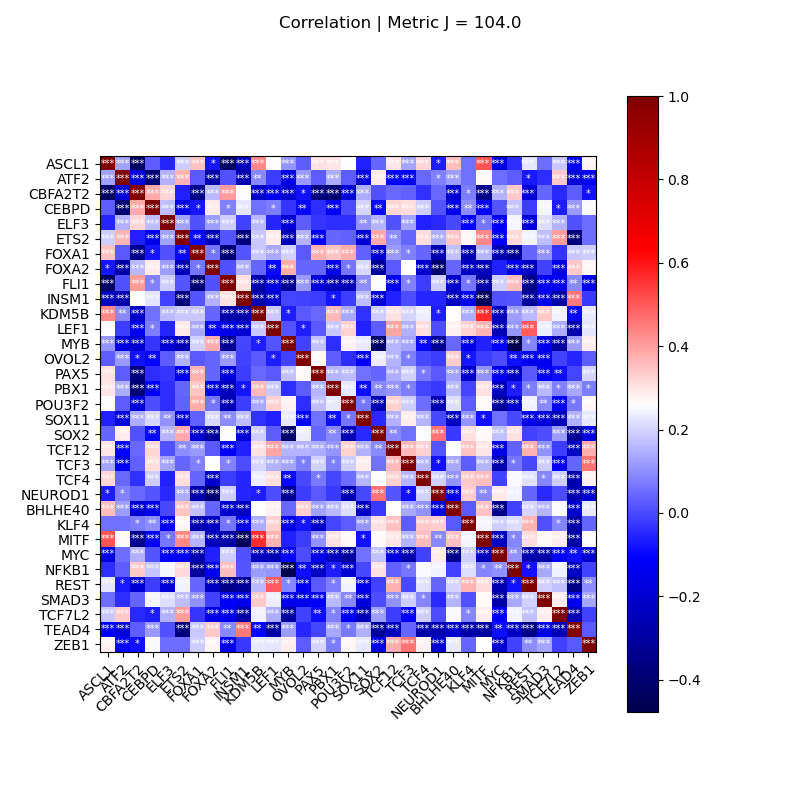 Correlation | Metric J = 104.0
ASCL1
ATF2
CBFA2T2
CEBPD
ELF3
ETS2
FOXA1
FOXA2
FLI1
INSM1
KDM5B
LEF1
MYB
OVOL2
PAX5
PBX1
POU3F2
SOX11
SOX2
TCF12
TCF3
TCF4
NEUROD1
BHLHE40
KLF4
MITF
MYC
NFKB1
REST
SMAD3
TCF7L2
TEAD4
ZEB1
ASCL1
ATF2
CBFA2T2
CEBPD
ELF3
ETS2
FOXA1
FOXA2
FLI1
INSM1
KDM5B
LEF1
MYB
OVOL2
PAX5
PBX1
POU3F2
SOX11
SOX2
TCF12
TCF3
TCF4
NEUROD1
BHLHE40
KLF4
MITF
MYC
NFKB1
REST
SMAD3
TCF7L2
TEAD4
ZEB1
1.0
0.8
0.6
0.4
0.2
0.0
−0.2
−0.4